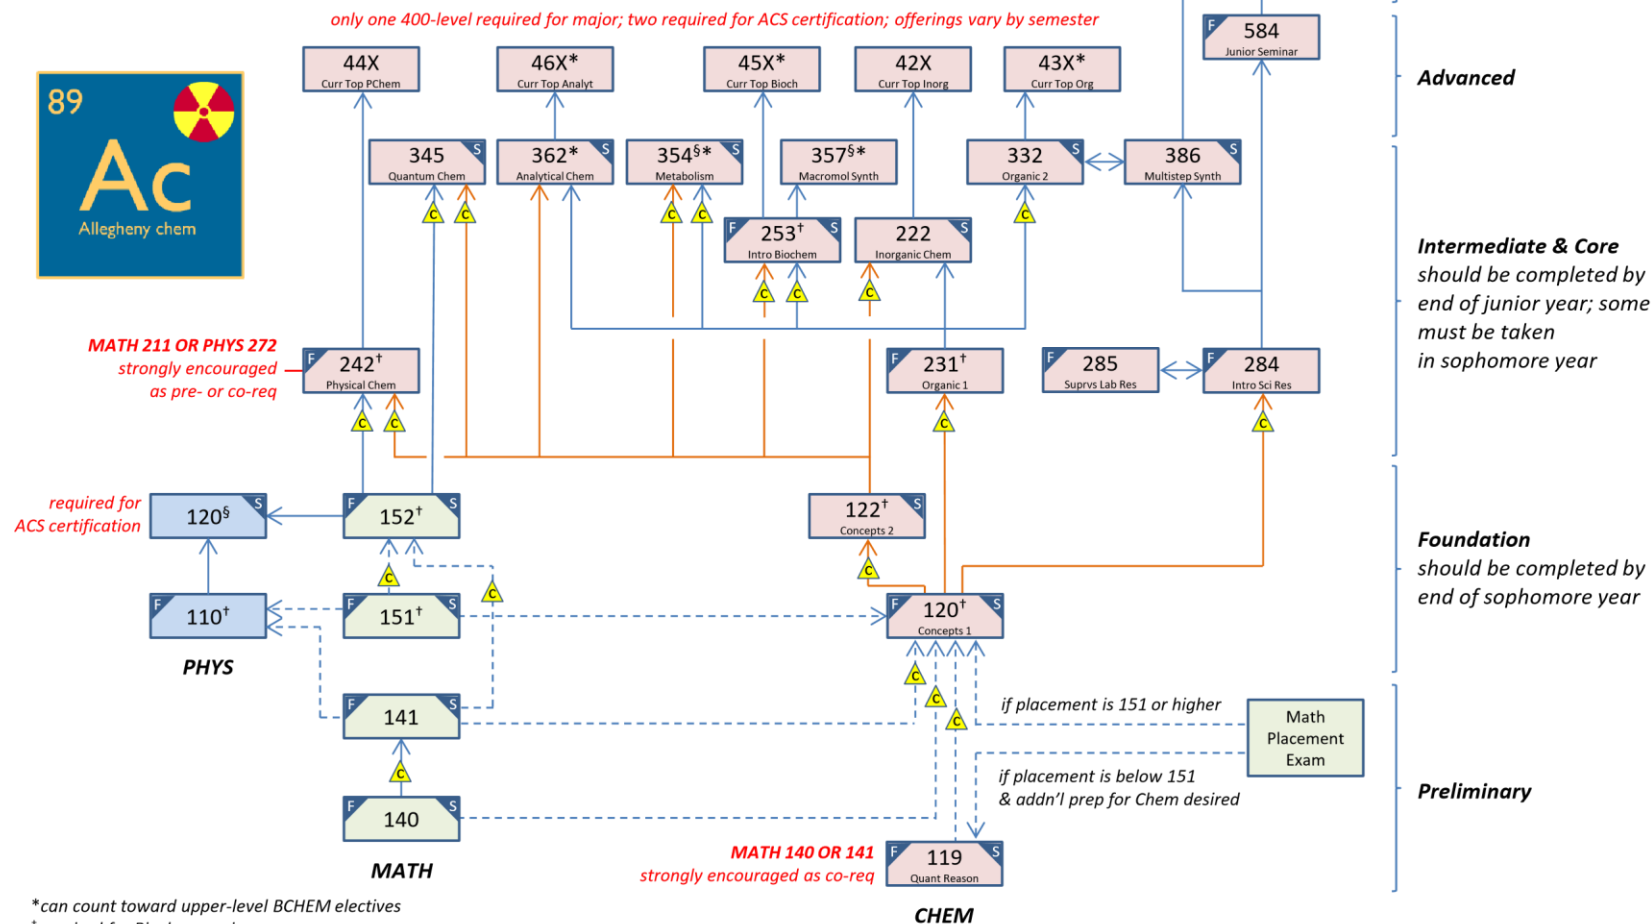 only one 400-level required for major; two required for ACS certification; offerings vary by semester
F
584
Junior Seminar
44X
Curr Top PChem
46X*
Curr Top Analyt
45X*
Curr Top Bioch
42X
Curr Top Inorg
43X*
Curr Top Org
Advanced
89
Ac
Allegheny chem
345 S
Quantum Chem
362* S
Analytical Chem
354§* S
Metabolism
357§*
Macromol Synth
332 S
Organic 2
386 S
Multistep Synth
C C C C C
F 253† S
Intro Biochem
222 S
Inorganic Chem
Intermediate & Core
should be completed by
end of junior year; some
must be taken
in sophomore year
C C C
MATH 211 OR PHYS 272
strongly encouraged
as pre- or co-req
F 242†
Physical Chem
F 231†
Organic 1
F 285
Suprvs Lab Res
F 284
Intro Sci Res
C C C C
required for
ACS certification
120§ S
F 152† S
122† S
Concepts 2
Foundation
should be completed by
end of sophomore year
C C C
F 110†
F 151† S
F 120† S
Concepts 1
PHYS
C C C
F 141 S
if placement is 151 or higher
Math
Placement
Exam
C
if placement is below 151
& addn’l prep for Chem desired
Preliminary
F 140 S
MATH 140 OR 141
strongly encouraged as co-req
F 119 S
Quant Reason
MATH
CHEM
*can count toward upper-level BCHEM electives